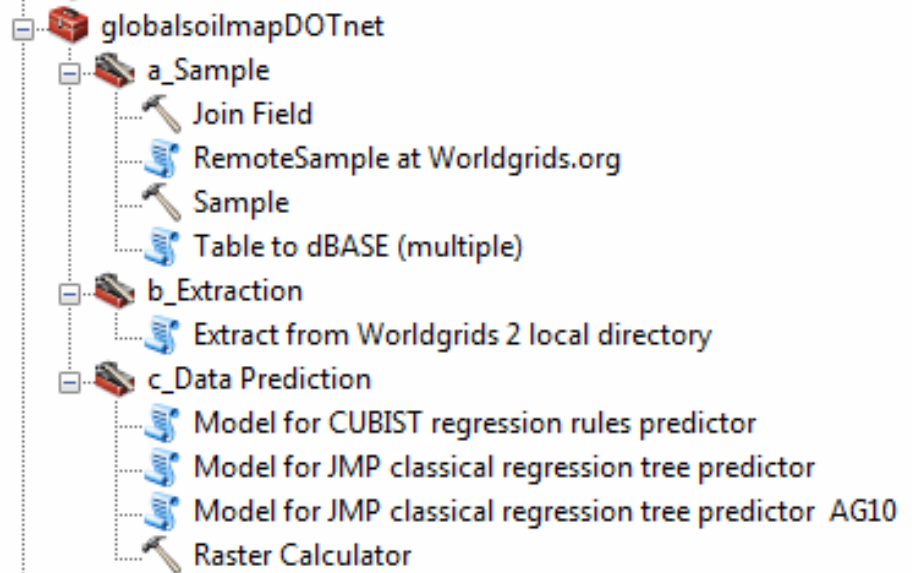 globalsoilmapDOTnet
a_Sample
Join Field
RemoteSample at Worldgrids.org
Sample
Table to dBASE (multiple)
b_Extraction
Extract from Worldgrids 2 local directory
c_Data Prediction
Model for CUBIST regression rules predictor
Model for JMP classical regression tree predictor
Model for JMP classical regression tree predictor AG10
Raster Calculator